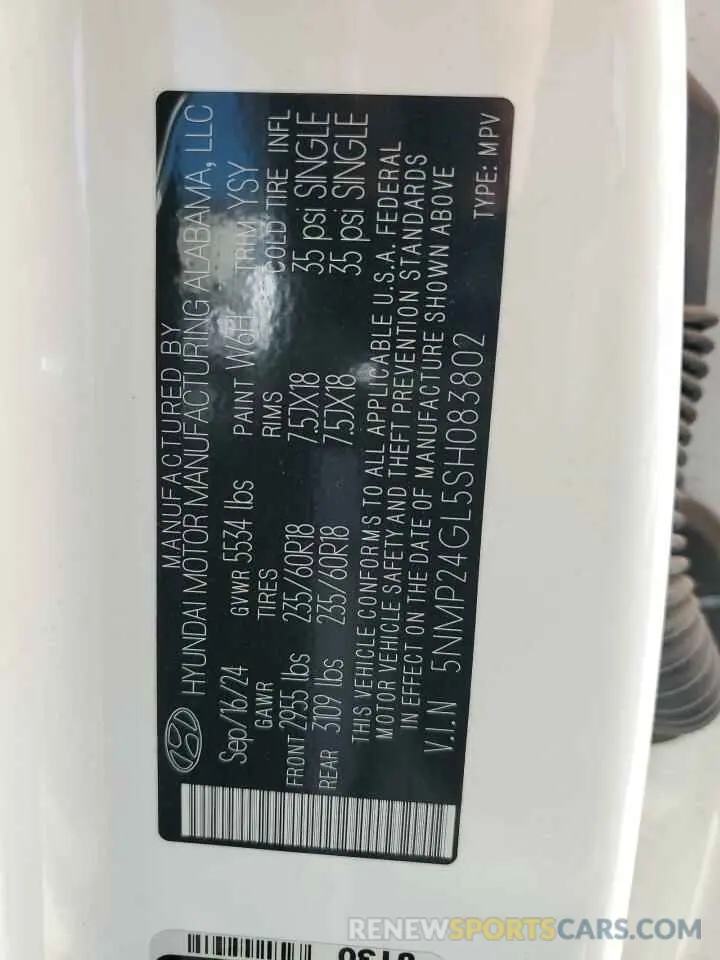 MANUFACTURED BY
HYUNDAI MOTOR MANUFACTURING ALABAMA, LLC
Sep/16/24 GVWR 5534 lbs PAINT W6H TRIM YSY
GAWR TIRES RIMS COLD TIRE INFL
FRONT 2955 lbs 235/60R18 7.5JX18 35 psi SINGLE
REAR 3109 lbs 235/60R18 7.5JX18 35 psi SINGLE
THIS VEHICLE CONFORMS TO ALL APPLICABLE U.S.A. FEDERAL
MOTOR VEHICLE SAFETY AND THEFT PREVENTION STANDARDS
IN EFFECT ON THE DATE OF MANUFACTURE SHOWN ABOVE
V.I.N 5NMP24GL5SH083802 TYPE: MPV
RENEWSPORTSCARS.COM